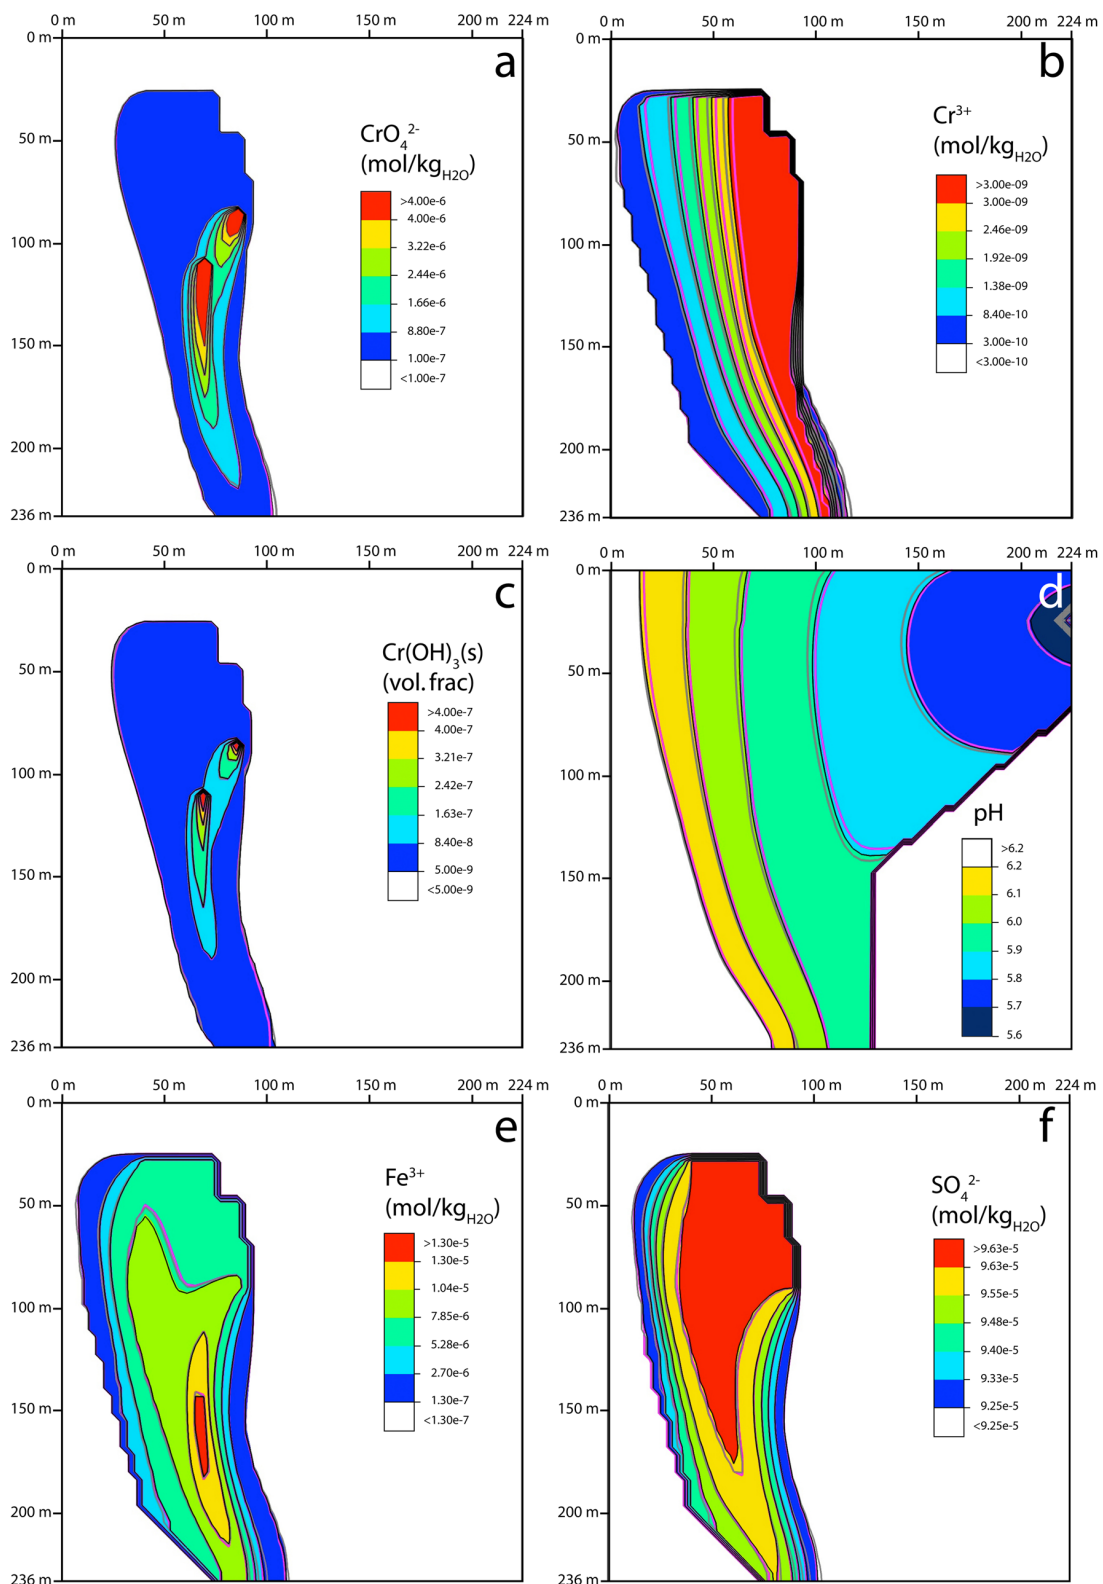 0 m 50 m 100 m 150 m 200 m 224 m
0 m
50 m
100 m
150 m
200 m
236 m
a
CrO₄²⁻
(mol/kg_H2O)
>4.00e-6
4.00e-6
3.22e-6
2.44e-6
1.66e-6
8.80e-7
1.00e-7
<1.00e-7
0 m 50 m 100 m 150 m 200 m 224 m
0 m
50 m
100 m
150 m
200 m
236 m
b
Cr³⁺
(mol/kg_H2O)
>3.00e-09
3.00e-09
2.46e-09
1.92e-09
1.38e-09
8.40e-10
3.00e-10
<3.00e-10
0 m 50 m 100 m 150 m 200 m 224 m
0 m
50 m
100 m
150 m
200 m
236 m
c
Cr(OH)₃(s)
(vol. frac)
>4.00e-7
4.00e-7
3.21e-7
2.42e-7
1.63e-7
8.40e-8
5.00e-9
<5.00e-9
0 m 50 m 100 m 150 m 200 m 224 m
0 m
50 m
100 m
150 m
200 m
236 m
d
pH
>6.2
6.2
6.1
6.0
5.9
5.8
5.7
5.6
0 m 50 m 100 m 150 m 200 m 224 m
0 m
50 m
100 m
150 m
200 m
236 m
e
Fe³⁺
(mol/kg_H2O)
>1.30e-5
1.30e-5
1.04e-5
7.85e-6
5.28e-6
2.70e-6
1.30e-7
<1.30e-7
0 m 50 m 100 m 150 m 200 m 224 m
0 m
50 m
100 m
150 m
200 m
236 m
f
SO₄²⁻
(mol/kg_H2O)
>9.63e-5
9.63e-5
9.55e-5
9.48e-5
9.40e-5
9.33e-5
9.25e-5
<9.25e-5